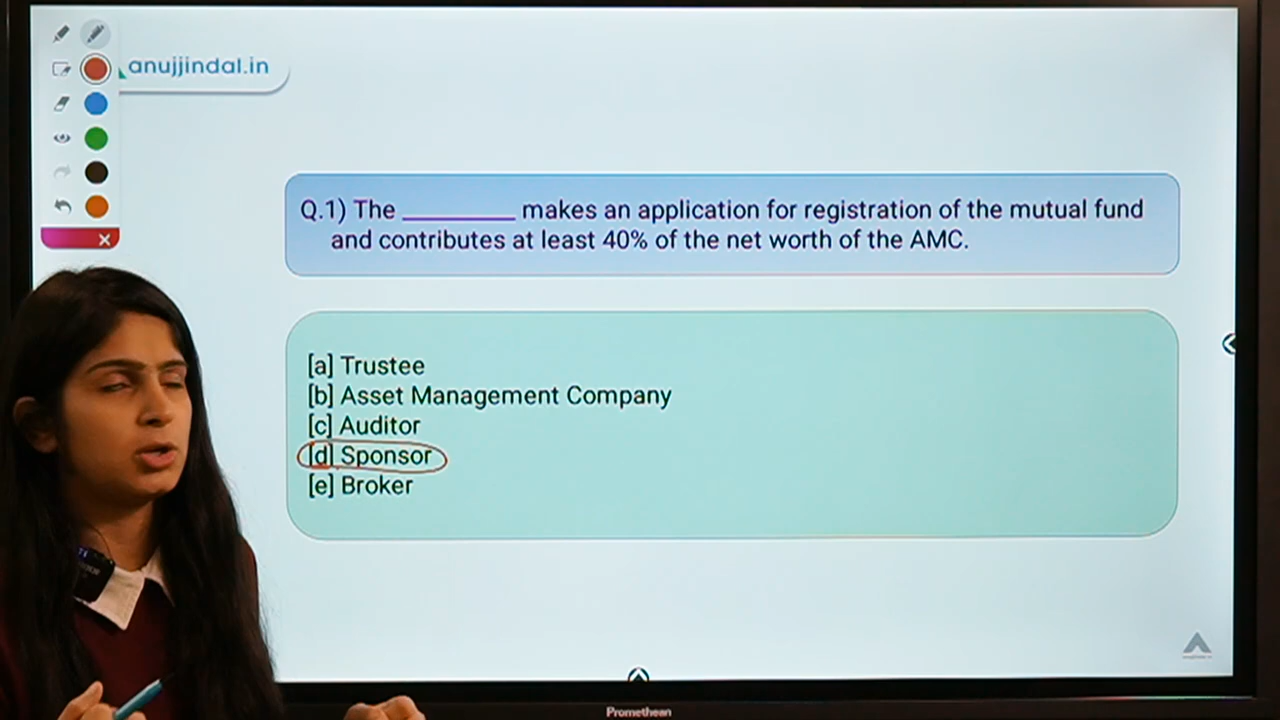 anujjindal.in
Q.1) The ________ makes an application for registration of the mutual fund
and contributes at least 40% of the net worth of the AMC.
[a] Trustee
[b] Asset Management Company
[c] Auditor
[d] Sponsor
[e] Broker
Promethean